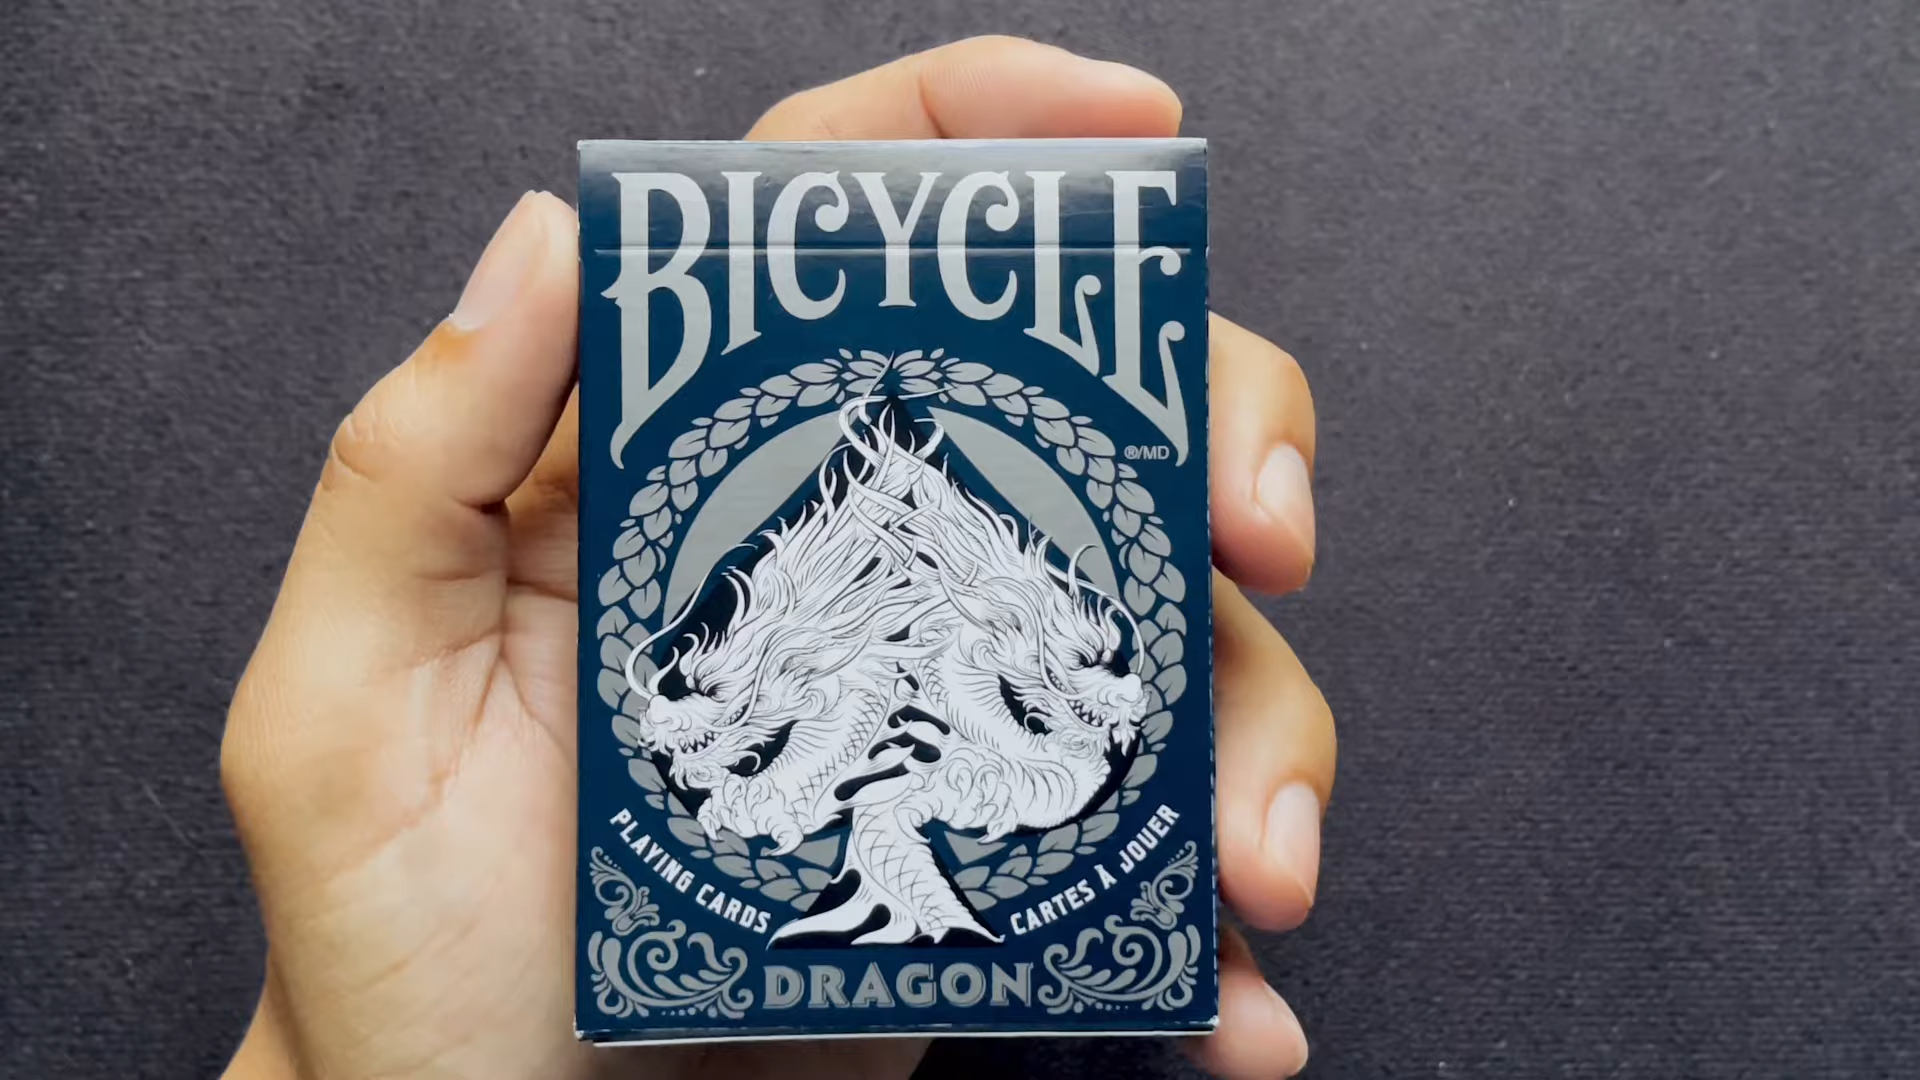 BICYCLE
®/MD
PLAYING CARDS
CARTES À JOUER
DRAGON